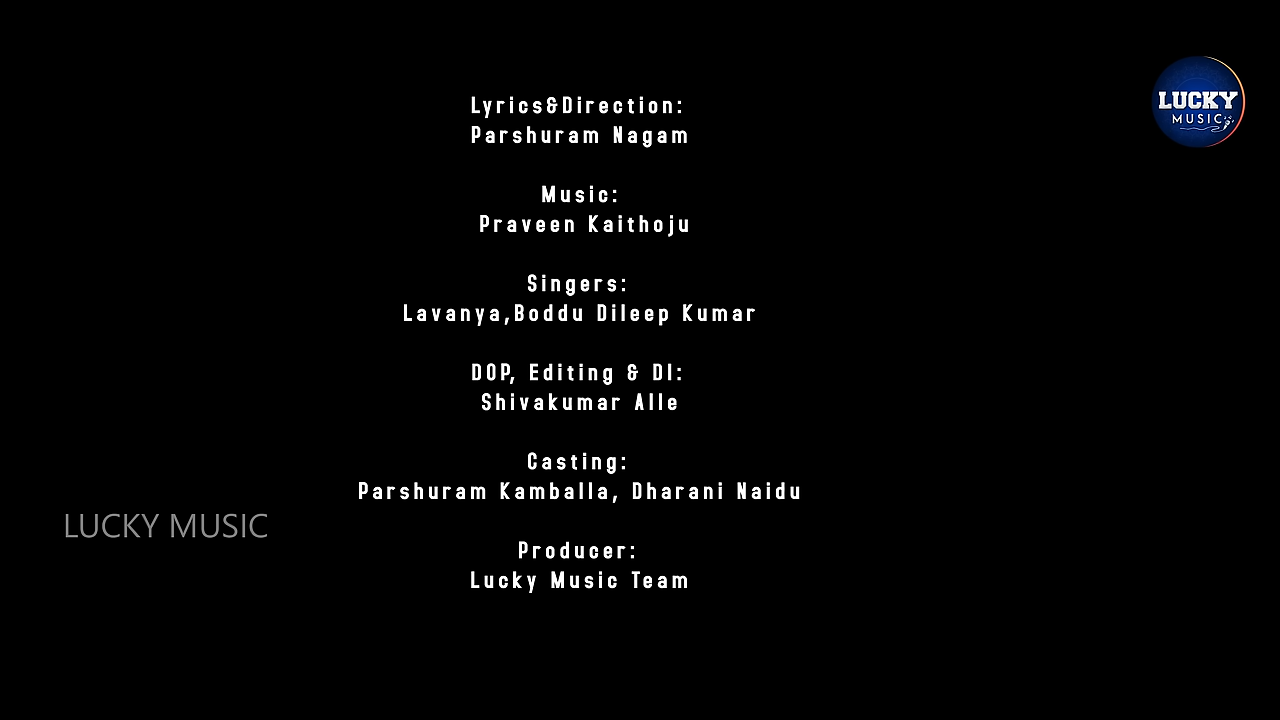 Lyrics&Direction:
Parshuram Nagam
Music:
Praveen Kaithoju
Singers:
Lavanya,Boddu Dileep Kumar
DOP, Editing & DI:
Shivakumar Alle
Casting:
Parshuram Kamballa, Dharani Naidu
Producer:
Lucky Music Team
LUCKY MUSIC
LUCKY
MUSIC